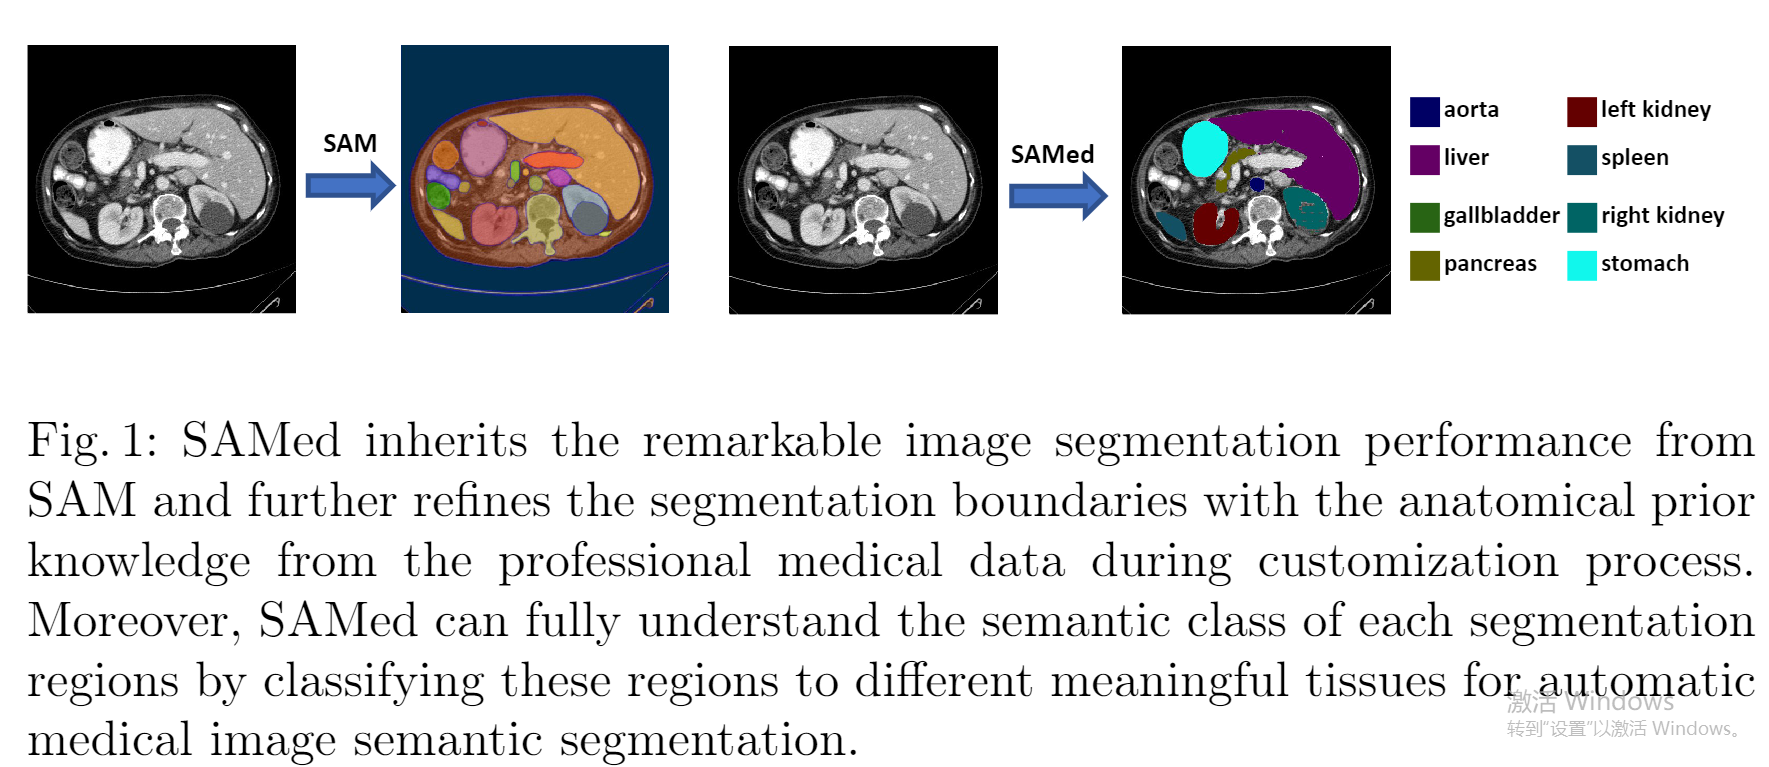 SAM
SAMed
aorta
left kidney
liver
spleen
gallbladder
right kidney
pancreas
stomach
Fig. 1: SAMed inherits the remarkable image segmentation performance from
SAM and further refines the segmentation boundaries with the anatomical prior
knowledge from the professional medical data during customization process.
Moreover, SAMed can fully understand the semantic class of each segmentation
regions by classifying these regions to different meaningful tissues for automatic
medical image semantic segmentation.
激活 Windows
转到“设置”以激活 Windows。